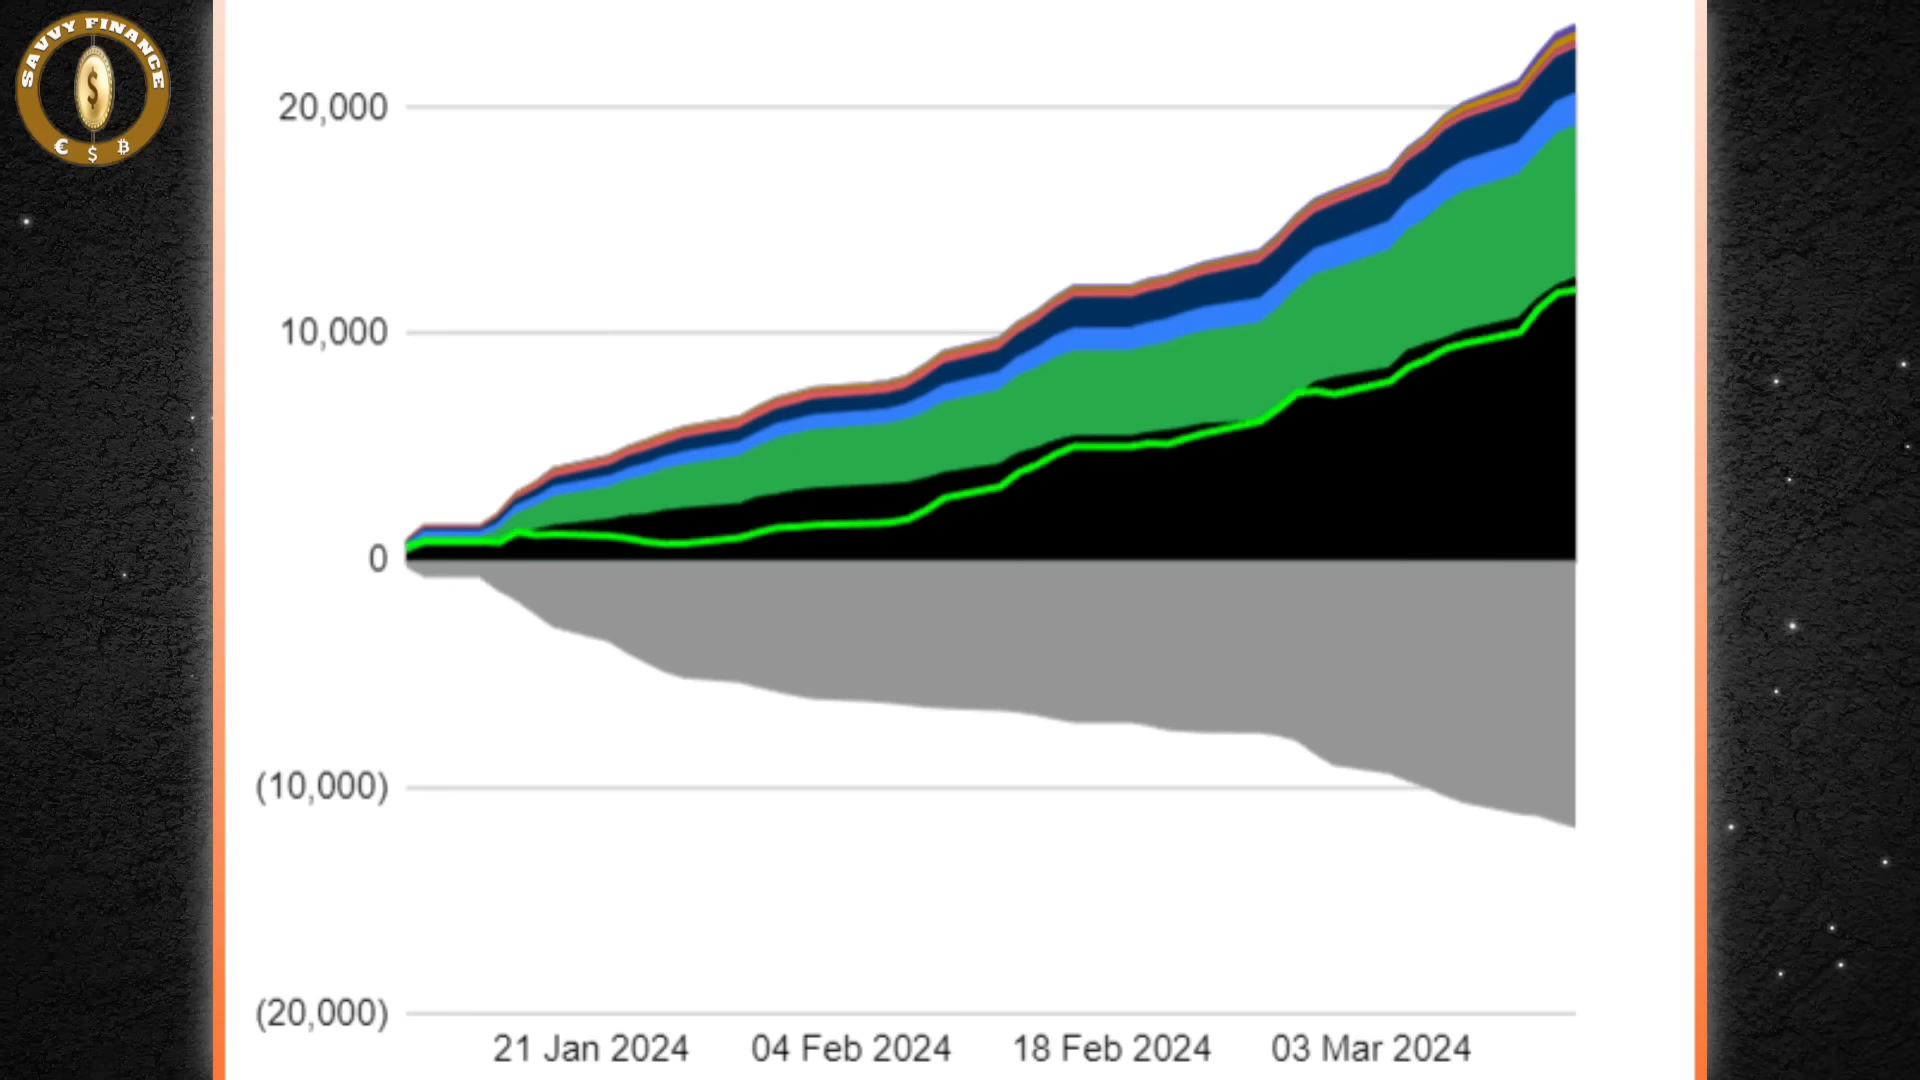 SAVVY FINANCE
$
€ $ ₿
20,000
10,000
0
(10,000)
(20,000)
21 Jan 2024 04 Feb 2024 18 Feb 2024 03 Mar 2024